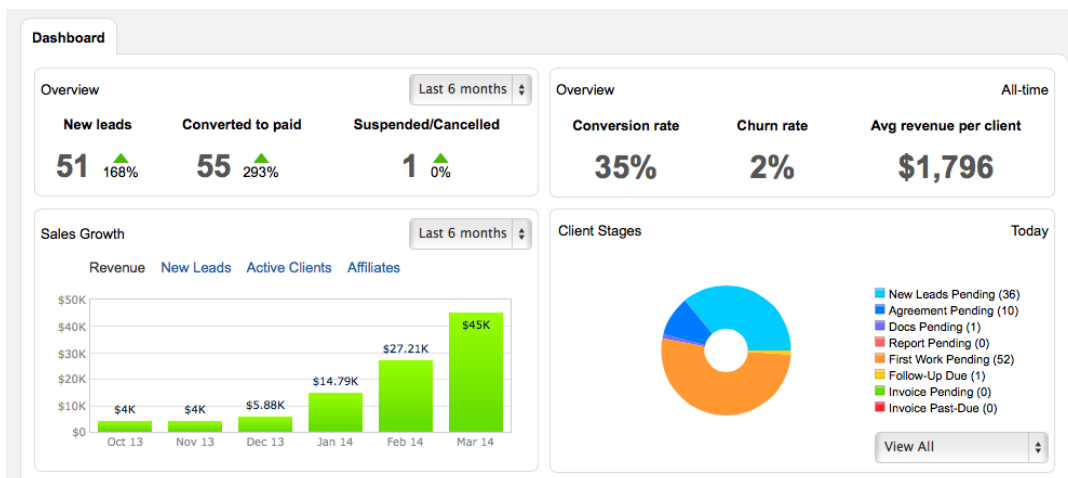 Dashboard
Overview
Last 6 months
New leads Converted to paid Suspended/Cancelled
51 168% 55 293% 1 0%
Overview All-time
Conversion rate Churn rate Avg revenue per client
35% 2% $1,796
Sales Growth
Last 6 months
Revenue New Leads Active Clients Affiliates
$50K
$40K
$30K
$20K
$10K
$0
$4K
$4K
$5.88K
$14.79K
$27.21K
$45K
Oct 13 Nov 13 Dec 13 Jan 14 Feb 14 Mar 14
Client Stages Today
New Leads Pending (36)
Agreement Pending (10)
Docs Pending (1)
Report Pending (0)
First Work Pending (52)
Follow-Up Due (1)
Invoice Pending (0)
Invoice Past-Due (0)
View All